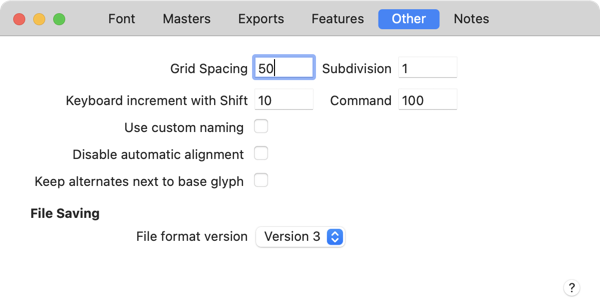 Font Masters Exports Features Other Notes
Grid Spacing 50 Subdivision 1
Keyboard increment with Shift 10 Command 100
Use custom naming
Disable automatic alignment
Keep alternates next to base glyph
File Saving
File format version Version 3
?